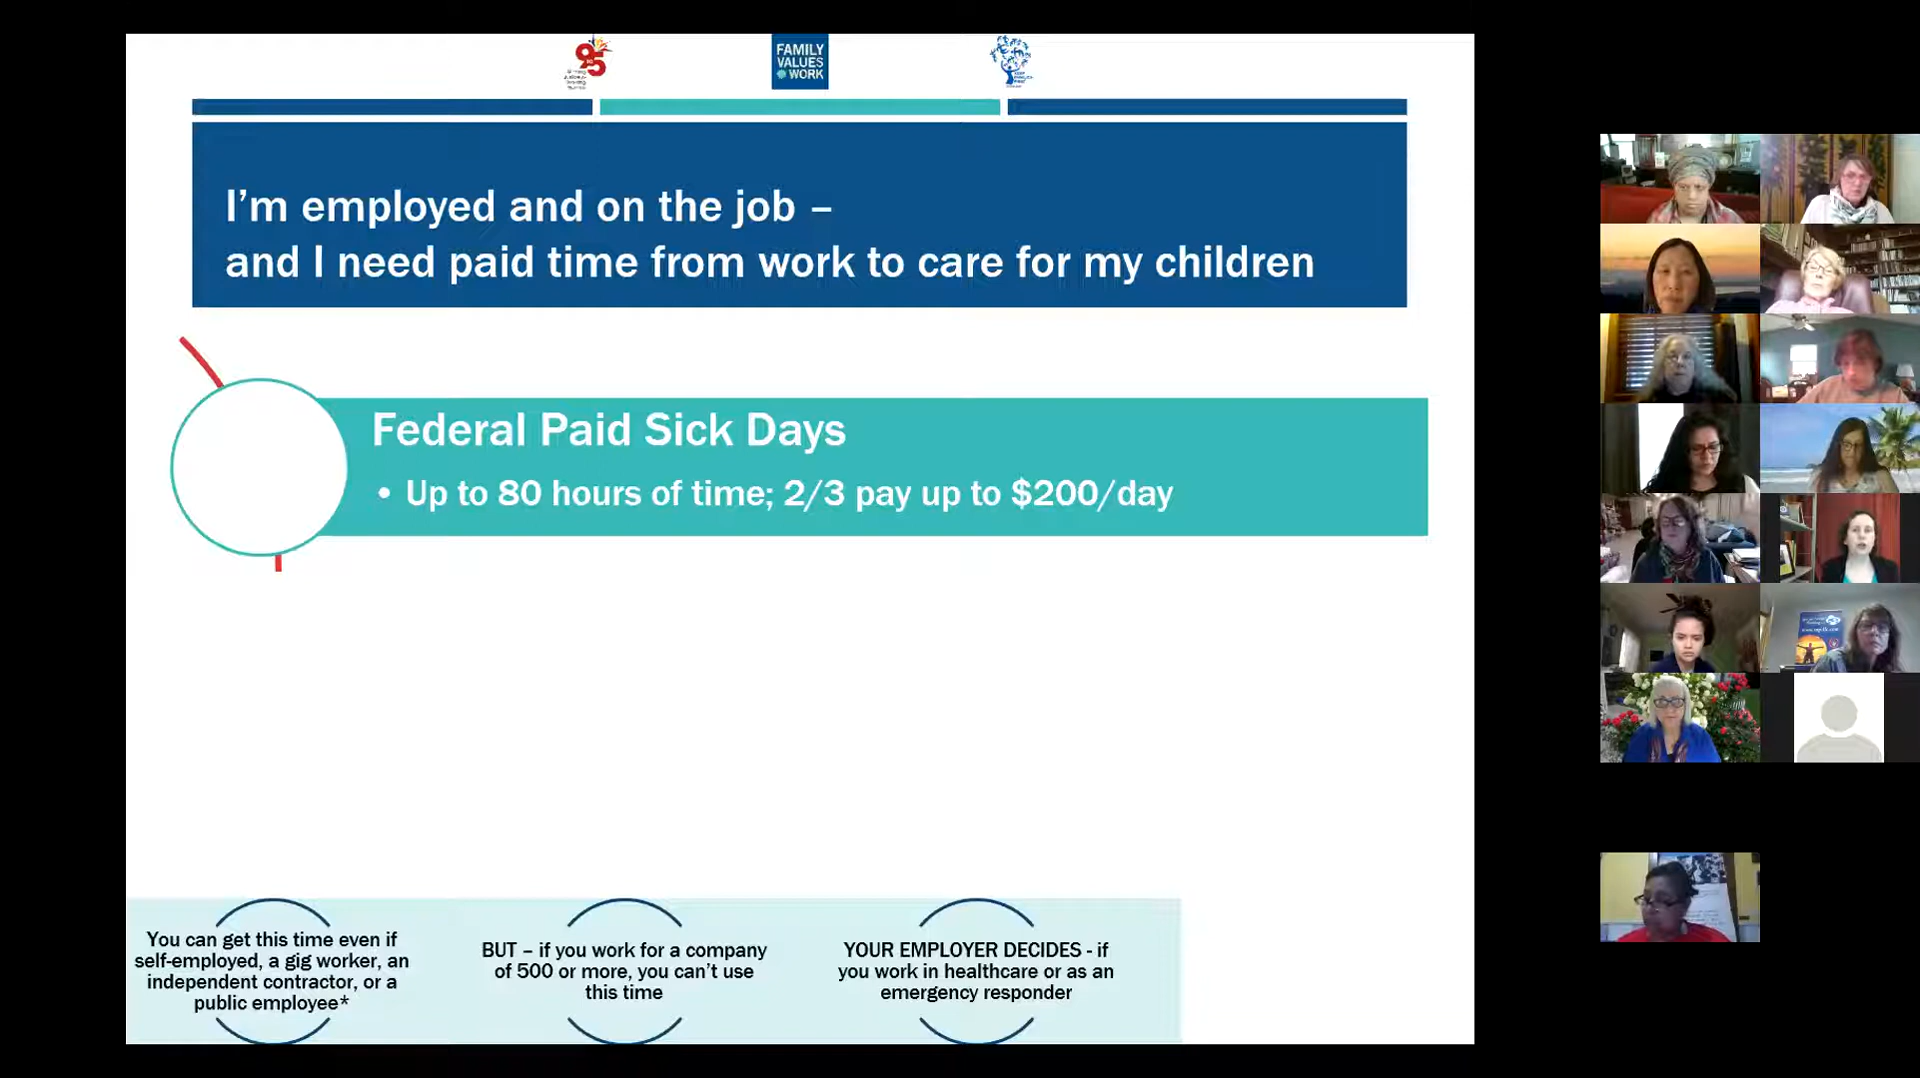 9to5
FAMILY
VALUES
WORK
I'm employed and on the job –
and I need paid time from work to care for my children
Federal Paid Sick Days
• Up to 80 hours of time; 2/3 pay up to $200/day
You can get this time even if
self-employed, a gig worker, an
independent contractor, or a
public employee*
BUT – if you work for a company
of 500 or more, you can't use
this time
YOUR EMPLOYER DECIDES - if
you work in healthcare or as an
emergency responder